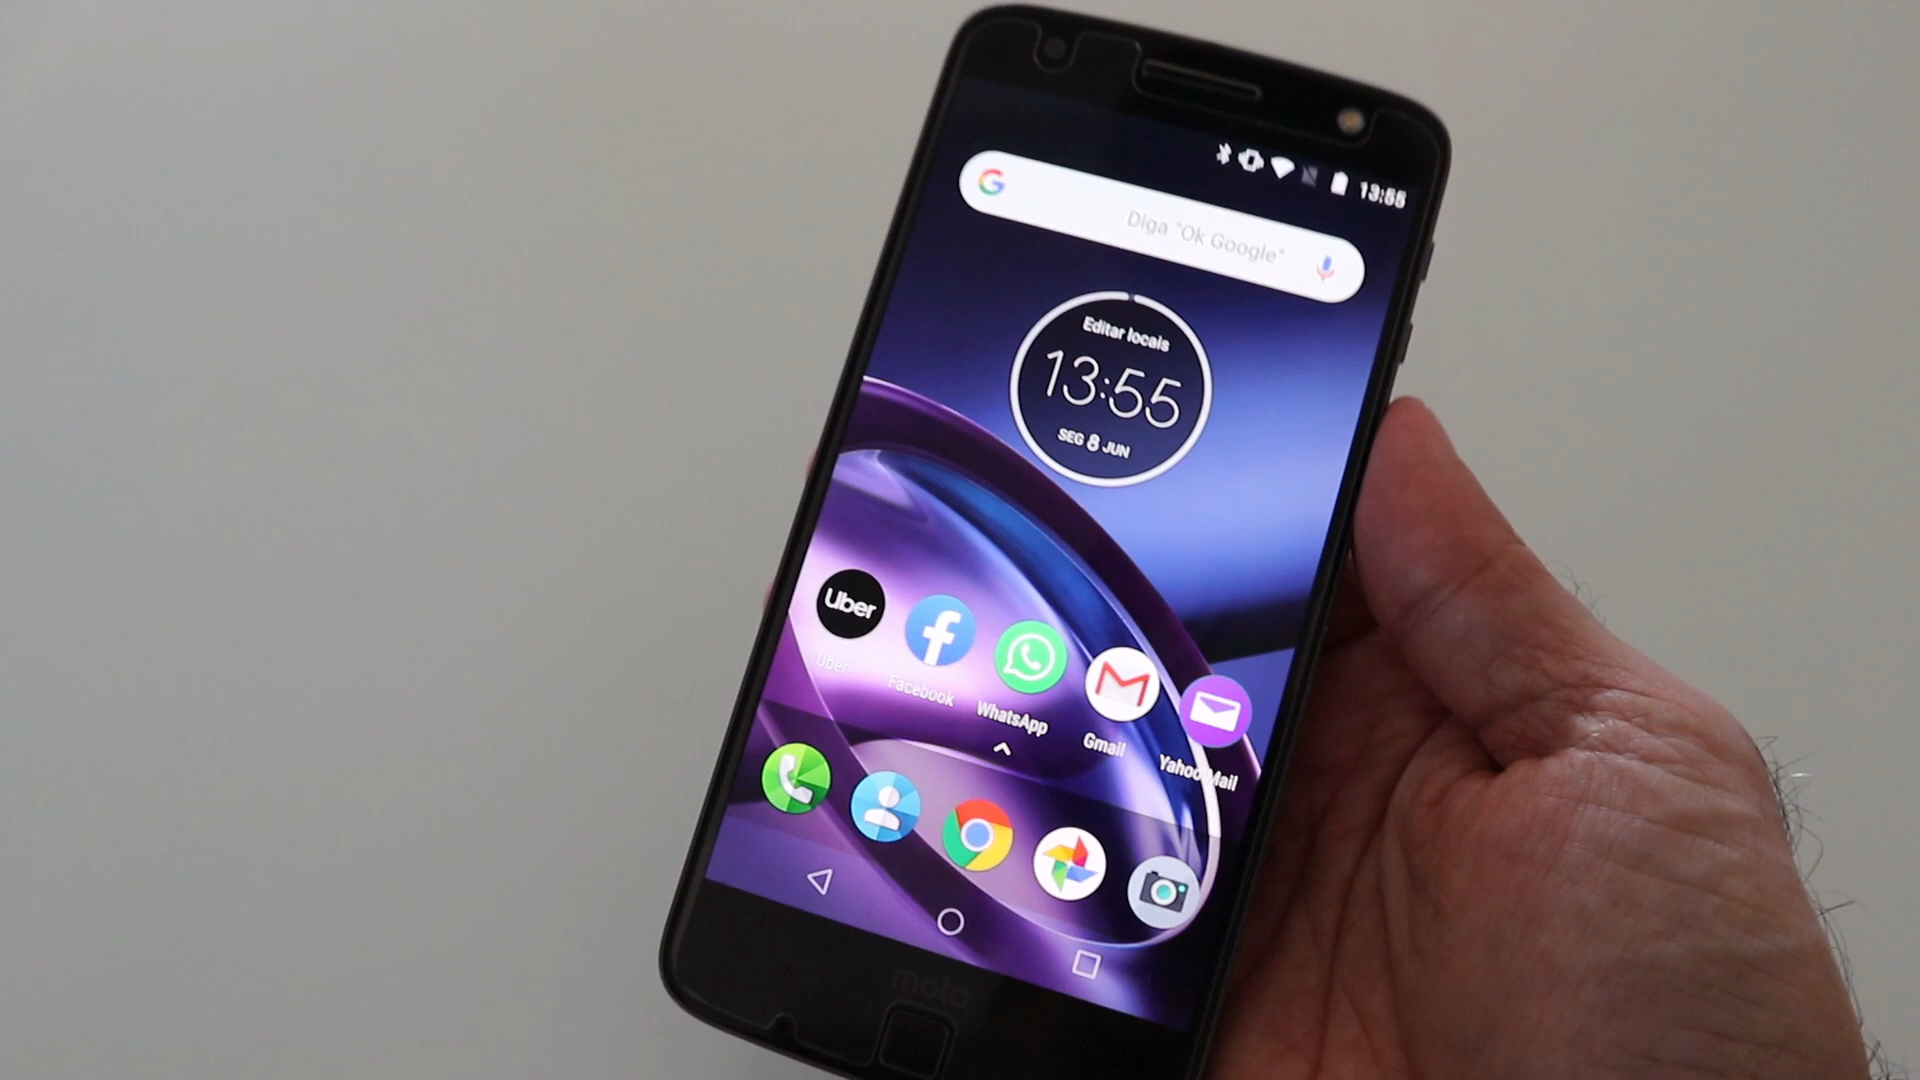 13:55
Diga "Ok Google"
Editar locais
13:55
SEG 8 JUN
Uber
Uber
Facebook
WhatsApp
Gmail
Yahoo Mail
moto